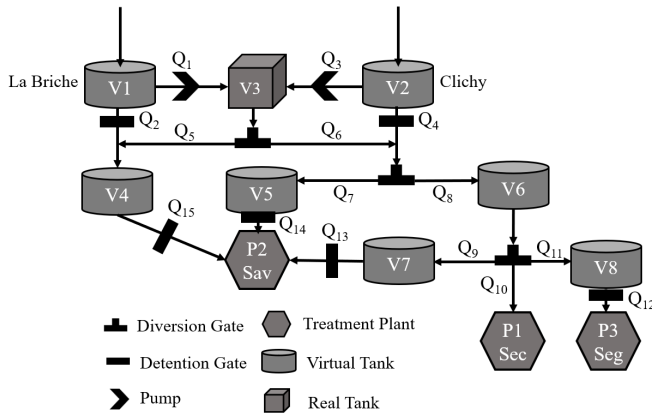 Q1
Q3
La Briche
V1
V3
V2
Clichy
Q2
Q5
Q6
Q4
V4
V5
V6
Q7
Q8
Q15
Q14
Q13
P2
Sav
V7
Q9
Q11
V8
Q10
Q12
P1
Sec
P3
Seg
Diversion Gate
Treatment Plant
Detention Gate
Virtual Tank
Pump
Real Tank